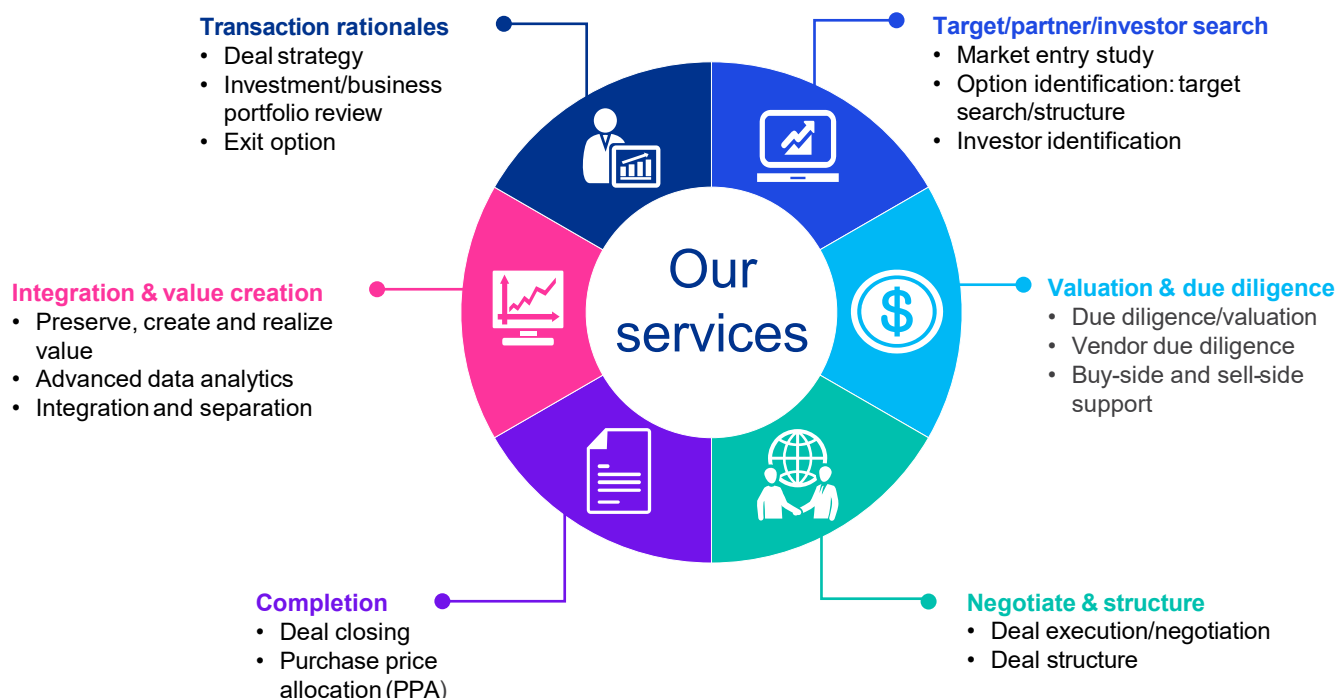 Transaction rationales
• Deal strategy
• Investment/business
portfolio review
• Exit option
Target/partner/investor search
• Market entry study
• Option identification: target
search/structure
• Investor identification
Our
services
$
Integration & value creation
• Preserve, create and realize
value
• Advanced data analytics
• Integration and separation
Valuation & due diligence
• Due diligence/valuation
• Vendor due diligence
• Buy-side and sell-side
support
Completion
• Deal closing
• Purchase price
allocation (PPA)
Negotiate & structure
• Deal execution/negotiation
• Deal structure